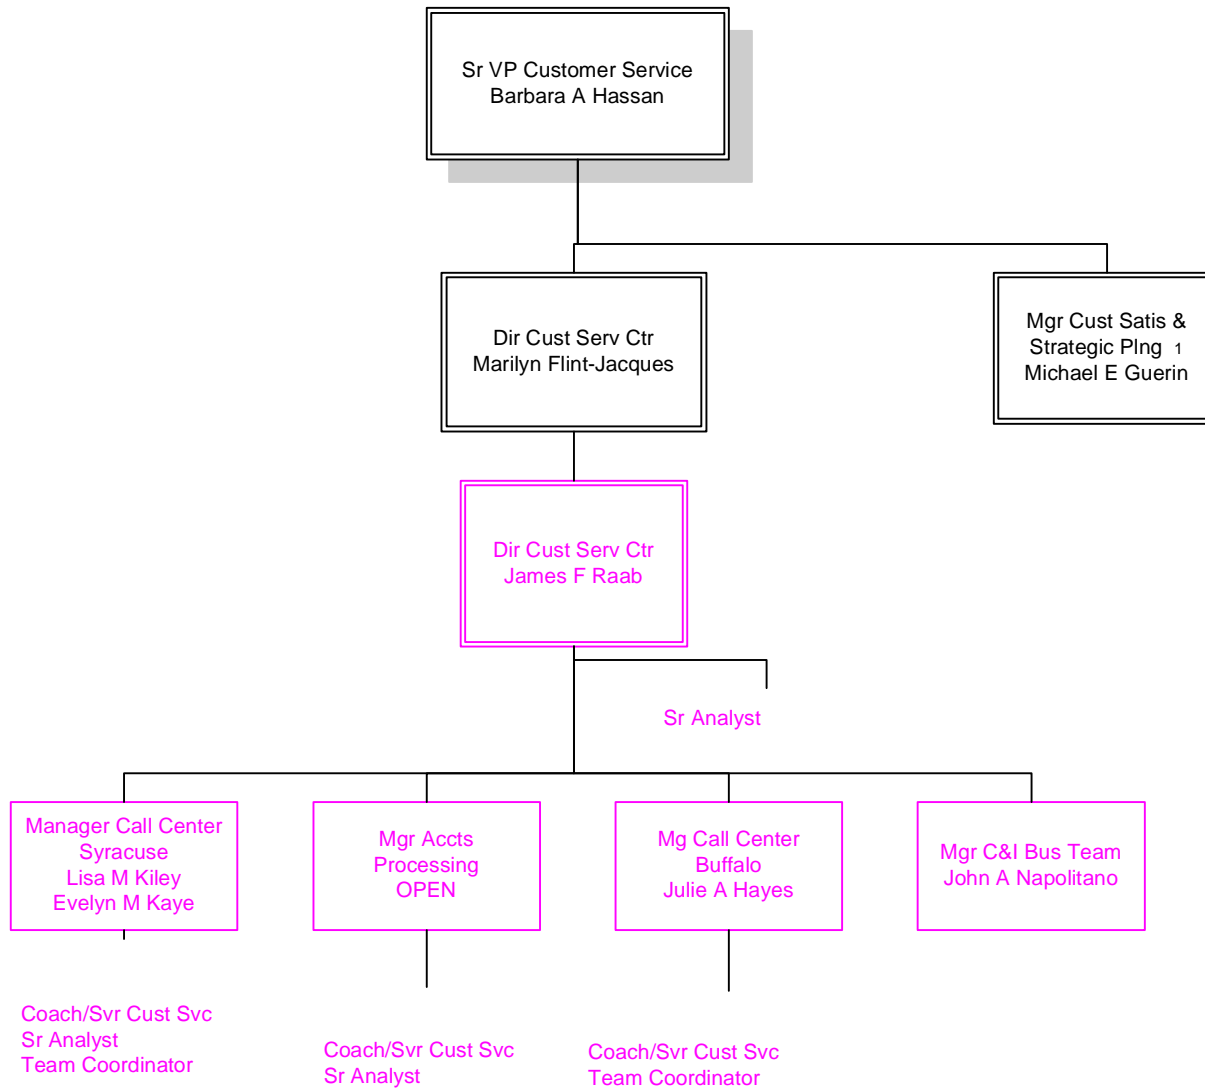 Sr VP Customer Service
Barbara A Hassan
Dir Cust Serv Ctr
Marilyn Flint-Jacques
Mgr Cust Satis &
Strategic Plng 1
Michael E Guerin
Dir Cust Serv Ctr
James F Raab
Sr Analyst
Manager Call Center
Syracuse
Lisa M Kiley
Evelyn M Kaye
Mgr Accts
Processing
OPEN
Mg Call Center
Buffalo
Julie A Hayes
Mgr C&I Bus Team
John A Napolitano
Coach/Svr Cust Svc
Sr Analyst
Team Coordinator
Coach/Svr Cust Svc
Sr Analyst
Coach/Svr Cust Svc
Team Coordinator